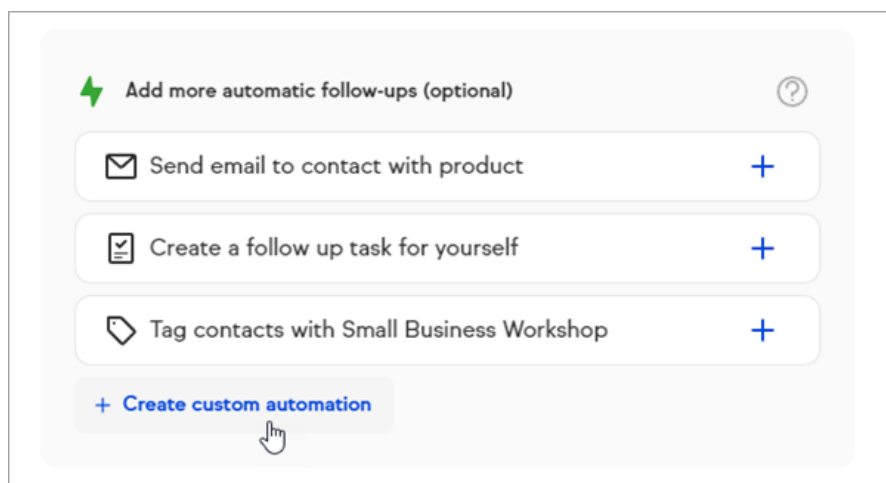 Add more automatic follow-ups (optional)
Send email to contact with product
Create a follow up task for yourself
Tag contacts with Small Business Workshop
+ Create custom automation